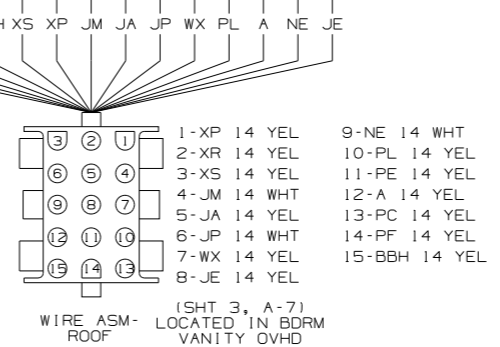 H XS XP JM JA JP WX PL A NE JE
3 2 1
6 5 4
9 8 7
12 11 10
15 14 13
1-XP 14 YEL
2-XR 14 YEL
3-XS 14 YEL
4-JM 14 WHT
5-JA 14 YEL
6-JP 14 WHT
7-WX 14 YEL
8-JE 14 YEL
9-NE 14 WHT
10-PL 14 YEL
11-PE 14 YEL
12-A 14 YEL
13-PC 14 YEL
14-PF 14 YEL
15-BBH 14 YEL
WIRE ASM-
ROOF
(SHT 3, A-7)
LOCATED IN BDRM
VANITY OVHD